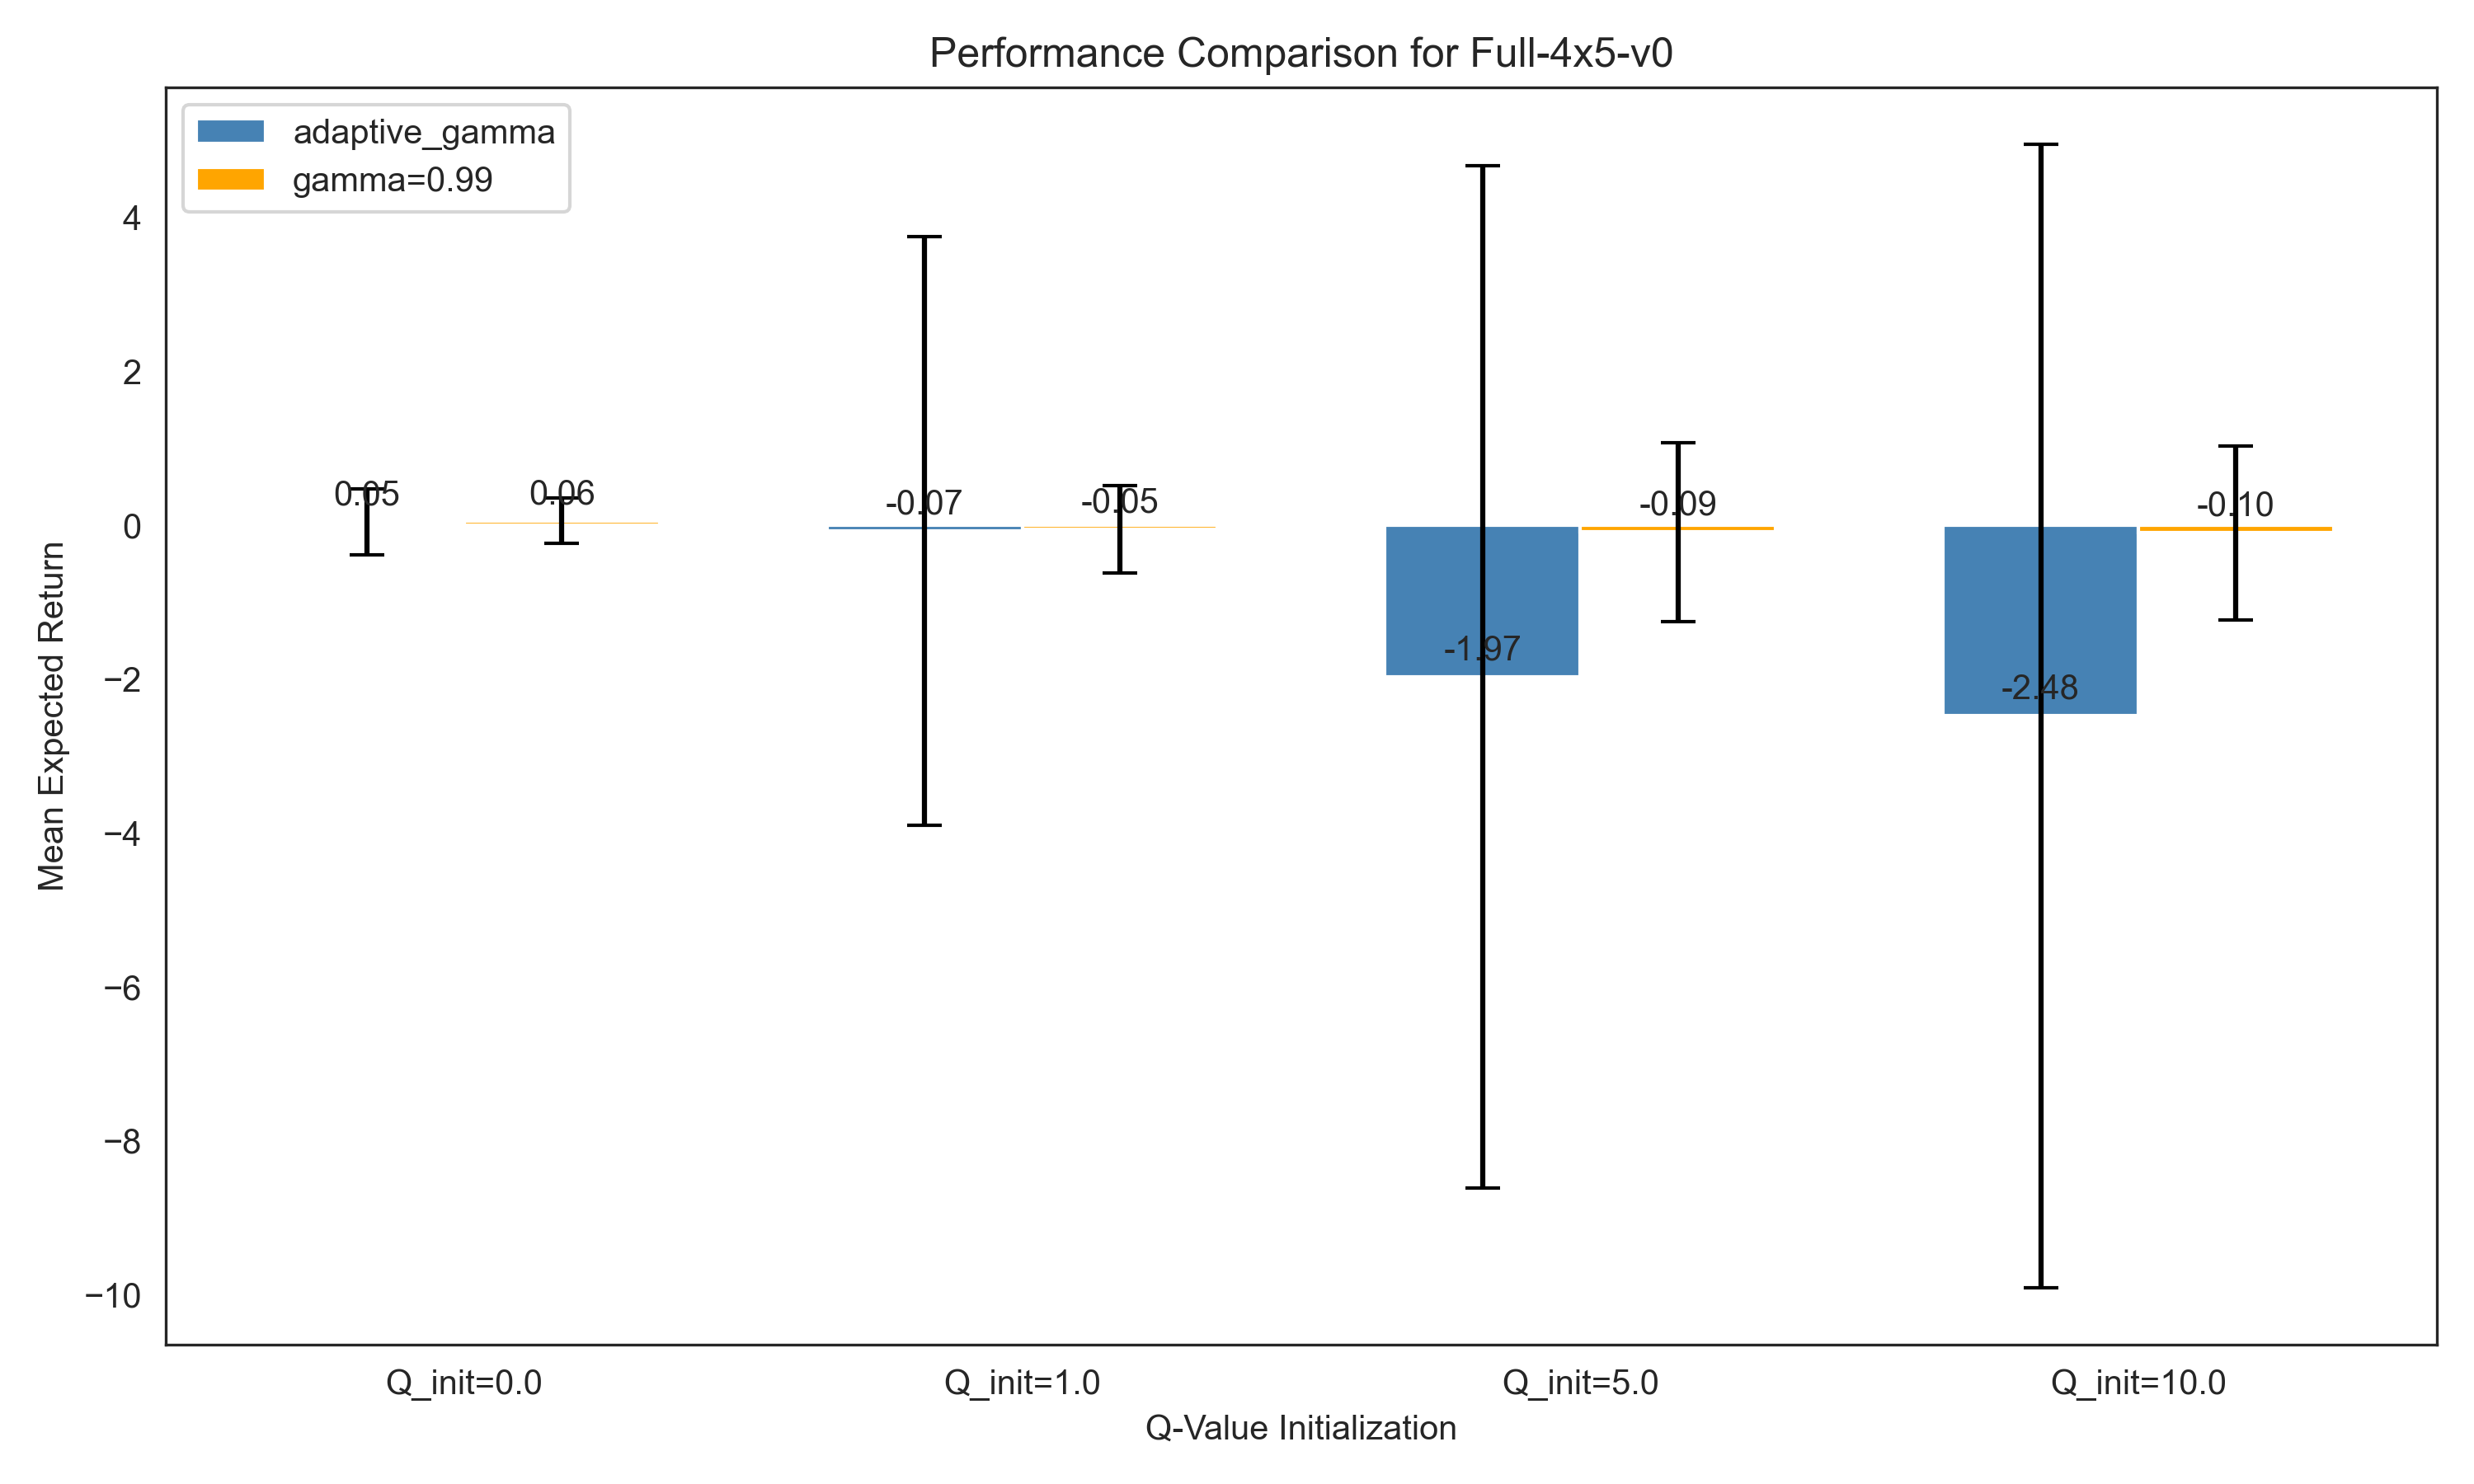 Performance Comparison for Full-4x5-v0
adaptive_gamma
gamma=0.99
Mean Expected Return
4
2
0
−2
−4
−6
−8
−10
0.05
0.06
-0.07
-0.05
-1.97
-0.09
-2.48
-0.10
Q_init=0.0
Q_init=1.0
Q_init=5.0
Q_init=10.0
Q-Value Initialization